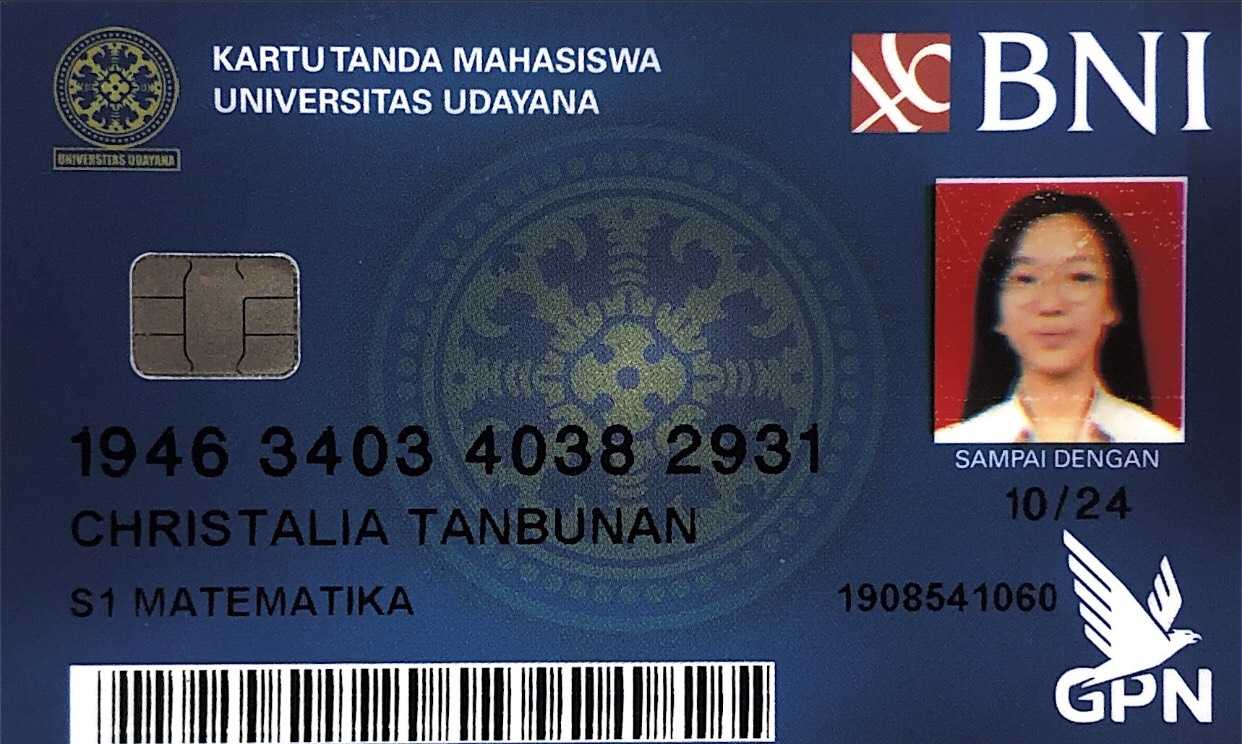 KARTU TANDA MAHASISWA
UNIVERSITAS UDAYANA
UNIVERSITAS UDAYANA
BNI
SAMPAI DENGAN
10/24
1946 3403 4038 2931
CHRISTALIA TANBUNAN
S1 MATEMATIKA
1908541060
GPN